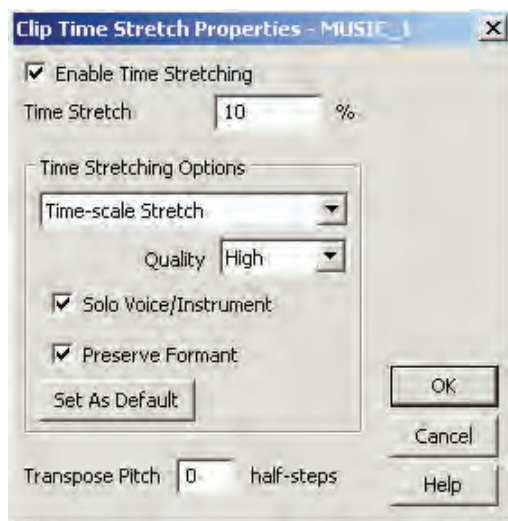 Clip Time Stretch Properties - MUSIC_1
Enable Time Stretching
Time Stretch 10 %
Time Stretching Options
Time-scale Stretch
Quality High
Solo Voice/Instrument
Preserve Formant
Set As Default
OK
Cancel
Transpose Pitch 0 half-steps
Help